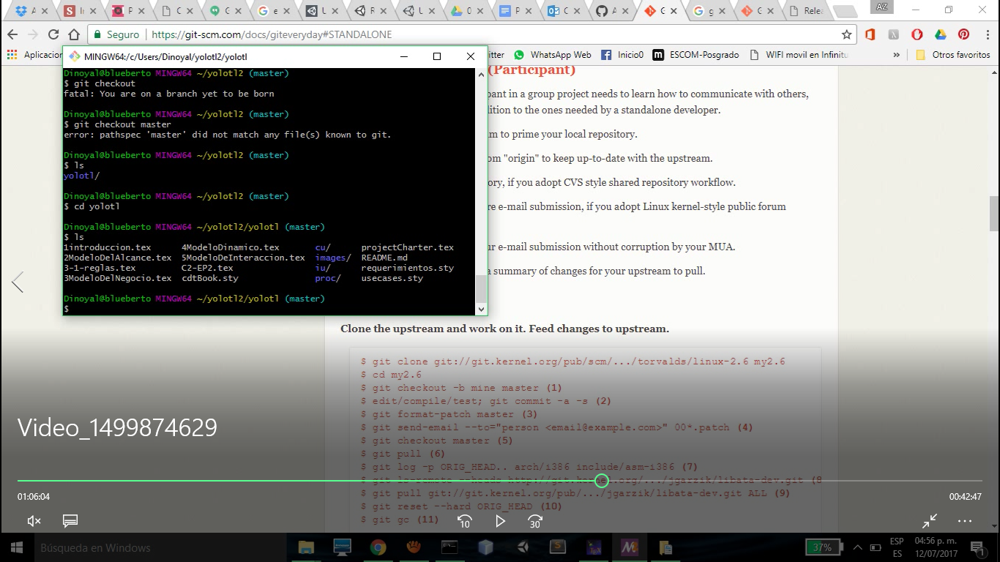 AZ
Seguro
https://git-scm.com/docs/giteveryday#STANDALONE
Aplicacion
itter
WhatsApp Web
Inicio0
ESCOM-Posgrado
WIFI movil en Infinitu
»
Otros favoritos
MINGW64:/c/Users/Dinoyal/yolotl2/yolotl
Dinoyal@blueberto MINGW64 ~/yolotl2 (master)
$ git checkout
fatal: You are on a branch yet to be born
Dinoyal@blueberto MINGW64 ~/yolotl2 (master)
$ git checkout master
error: pathspec 'master' did not match any file(s) known to git.
Dinoyal@blueberto MINGW64 ~/yolotl2 (master)
$ ls
yolotl/
Dinoyal@blueberto MINGW64 ~/yolotl2 (master)
$ cd yolotl
Dinoyal@blueberto MINGW64 ~/yolotl2/yolotl (master)
$ ls
1introduccion.tex 4ModeloDinamico.tex cu/ projectCharter.tex
2ModeloDelAlcance.tex 5ModeloDeInteraccion.tex images/ README.md
3-1-reglas.tex C2-EP2.tex iu/ requerimientos.sty
3ModeloDelNegocio.tex cdtBook.sty proc/ usecases.sty
Dinoyal@blueberto MINGW64 ~/yolotl2/yolotl (master)
$
(Participant)
pant in a group project needs to learn how to communicate with others,
lition to the ones needed by a standalone developer.
m to prime your local repository.
om "origin" to keep up-to-date with the upstream.
ory, if you adopt CVS style shared repository workflow.
re e-mail submission, if you adopt Linux kernel-style public forum
ur e-mail submission without corruption by your MUA.
a summary of changes for your upstream to pull.
Clone the upstream and work on it. Feed changes to upstream.
$ git clone git://git.kernel.org/pub/scm/.../torvalds/linux-2.6 my2.6
$ cd my2.6
$ git checkout -b mine master (1)
$ edit/compile/test; git commit -a -s (2)
$ git format-patch master (3)
$ git send-email --to="person <email@example.com>" 00*.patch (4)
$ git checkout master (5)
$ git pull (6)
$ git log -p ORIG_HEAD.. arch/i386 include/asm-i386 (7)
$ git ls-remote --heads http://git.kernel.org/.../jgarzik/libata-dev.git (8
$ git pull git://git.kernel.org/pub/.../jgarzik/libata-dev.git ALL (9)
$ git reset --hard ORIG_HEAD (10)
$ git gc (11)
Video_1499874629
01:06:04
00:42:47
10
30
Búsqueda en Windows
37%
ESP
ES
04:56 p. m.
12/07/2017
1